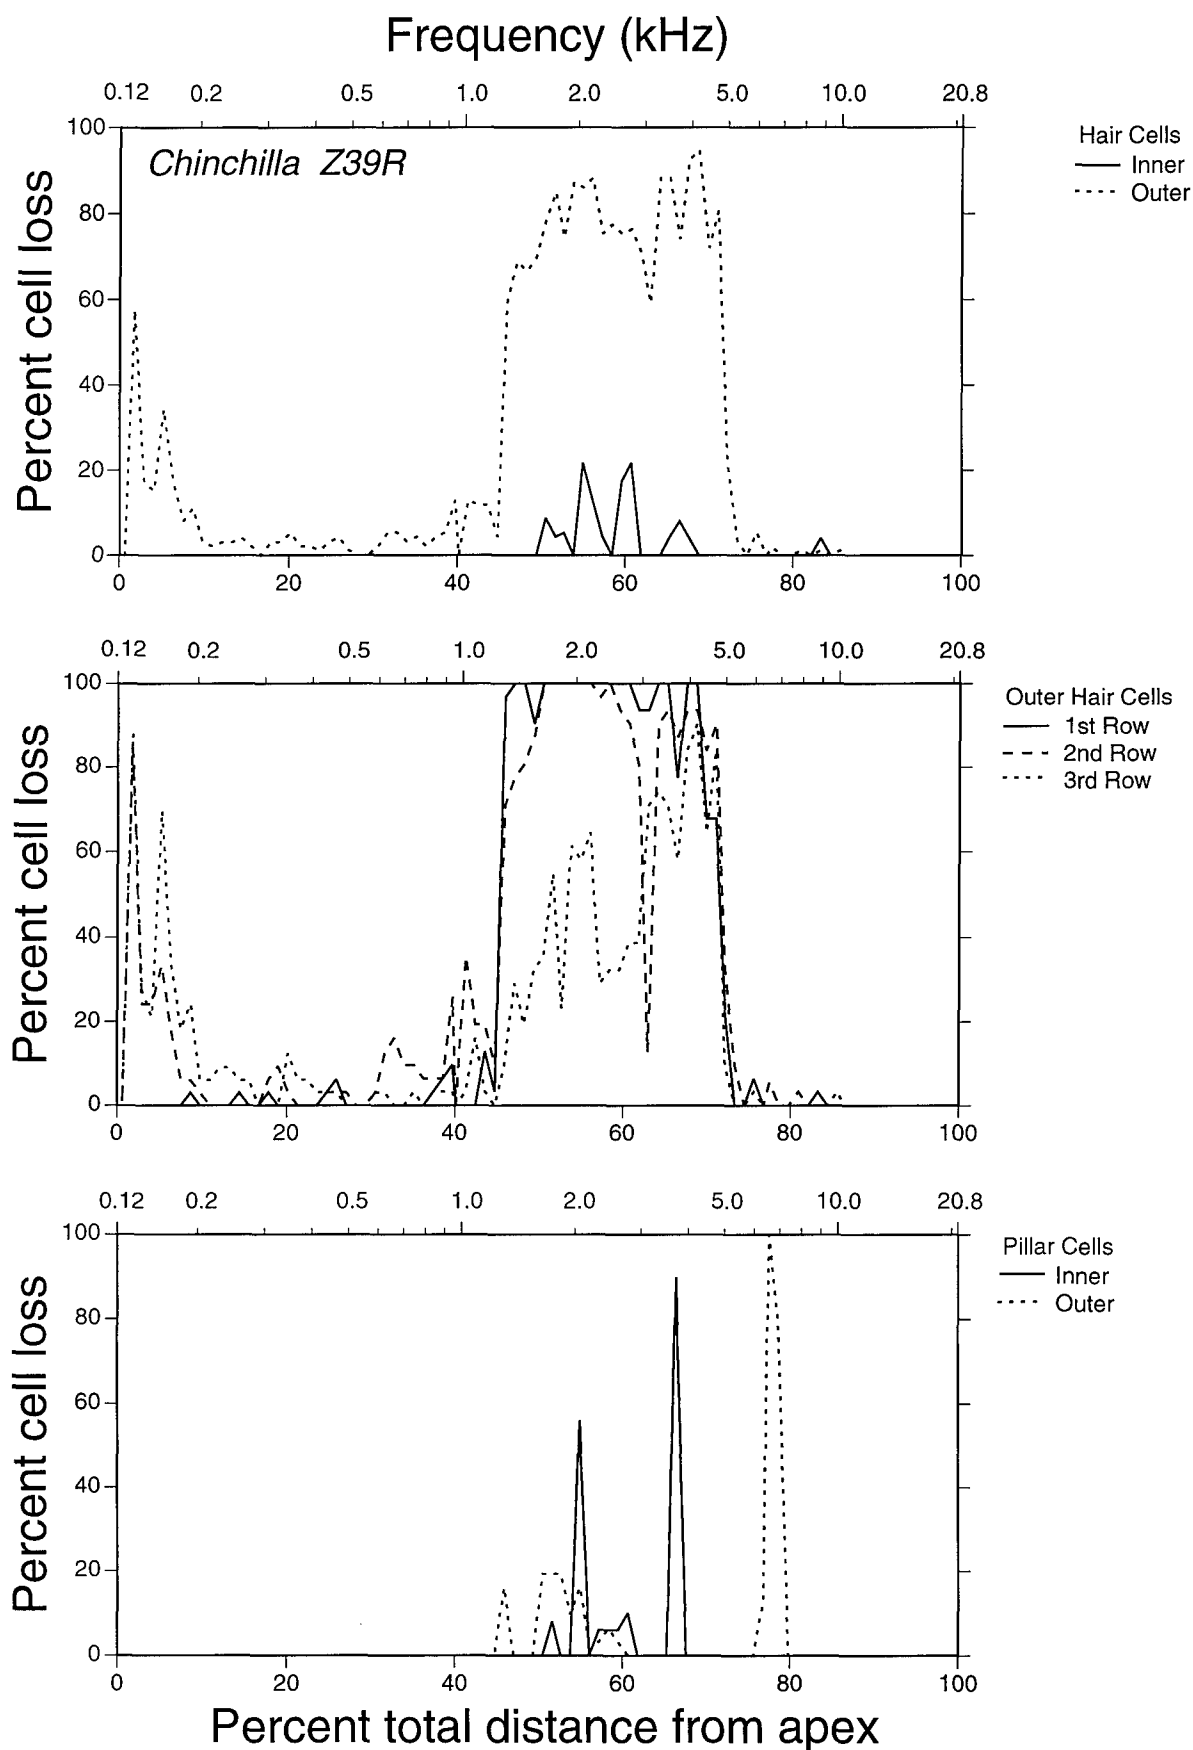 Frequency (kHz)
0.12 0.2 0.5 1.0 2.0 5.0 10.0 20.8
100
Chinchilla Z39R
Hair Cells
Inner
Outer
80
60
40
20
0
Percent cell loss
0 20 40 60 80 100
0.12 0.2 0.5 1.0 2.0 5.0 10.0 20.8
100
Outer Hair Cells
1st Row
2nd Row
3rd Row
80
60
40
20
0
Percent cell loss
0 20 40 60 80 100
0.12 0.2 0.5 1.0 2.0 5.0 10.0 20.8
100
Pillar Cells
Inner
Outer
80
60
40
20
0
Percent cell loss
0 20 40 60 80 100
Percent total distance from apex